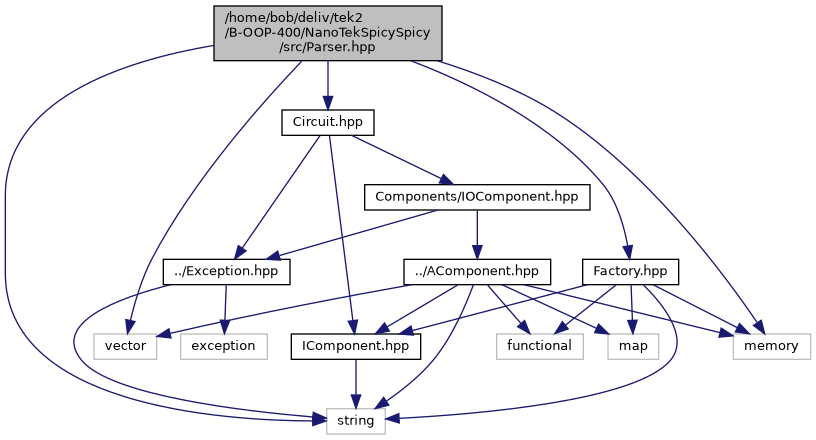 /home/bob/deliv/tek2
/B-OOP-400/NanoTekSpicySpicy
/src/Parser.hpp
Circuit.hpp
Components/IOComponent.hpp
../Exception.hpp
../AComponent.hpp
Factory.hpp
vector
exception
IComponent.hpp
functional
map
memory
string